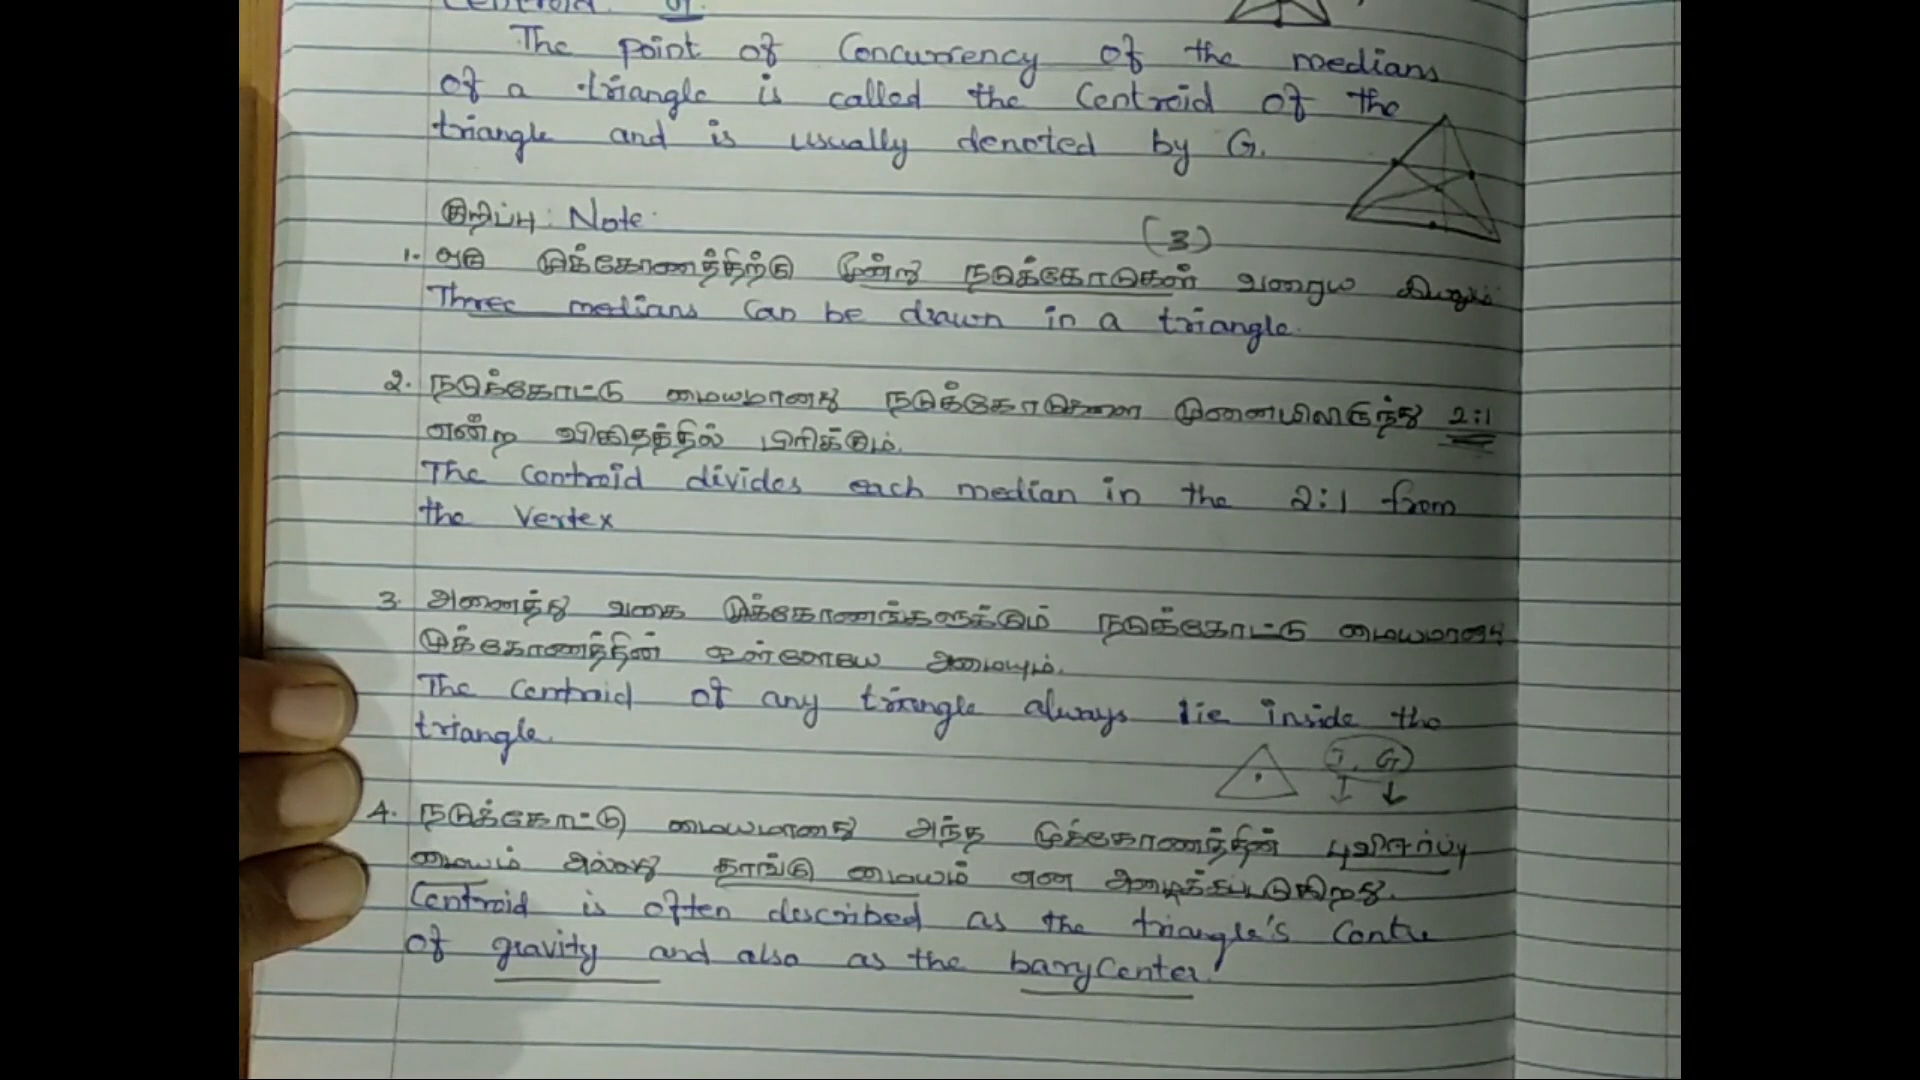 Centroid G.
The point of Concurrency of the medians
of a triangle is called the Centroid of the
triangle and is usually denoted by G.
குறிப்பு: Note:
(3)
1. ஒரு முக்கோணத்திற்கு மூன்று நடுக்கோடுகள் வரைய இயலும்
Three medians can be drawn in a triangle.
2. நடுக்கோட்டு மையமானது நடுக்கோடுகளை முனையிலிருந்து 2:1
என்ற விகிதத்தில் பிரிக்கும்.
The Centroid divides each median in the 2:1 from
the vertex
3. அனைத்து வகை முக்கோணங்களுக்கும் நடுக்கோட்டு மையமானது
முக்கோணத்தின் உள்ளேயே அமையும்.
The Centroid of any triangle always lie inside the
triangle.
I, G
4. நடுக்கோட்டு மையமானது அந்த முக்கோணத்தின் புவிஈர்ப்பு
மையம் அல்லது தாங்கு மையம் என அழைக்கப்படுகிறது.
Centroid is often described as the triangle's Centre
of gravity and also as the baryCenter.